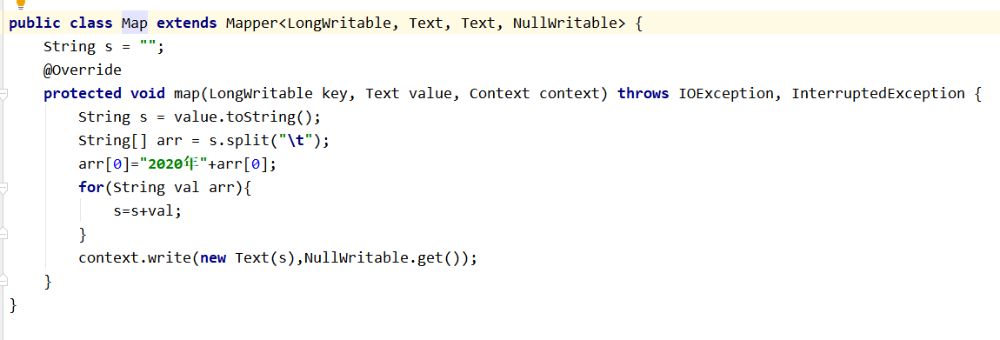 public class Map extends Mapper<LongWritable, Text, Text, NullWritable> {
String s = "";
@Override
protected void map(LongWritable key, Text value, Context context) throws IOException, InterruptedException {
String s = value.toString();
String[] arr = s.split("\t");
arr[0]="2020年"+arr[0];
for(String val arr){
s=s+val;
}
context.write(new Text(s),NullWritable.get());
}
}